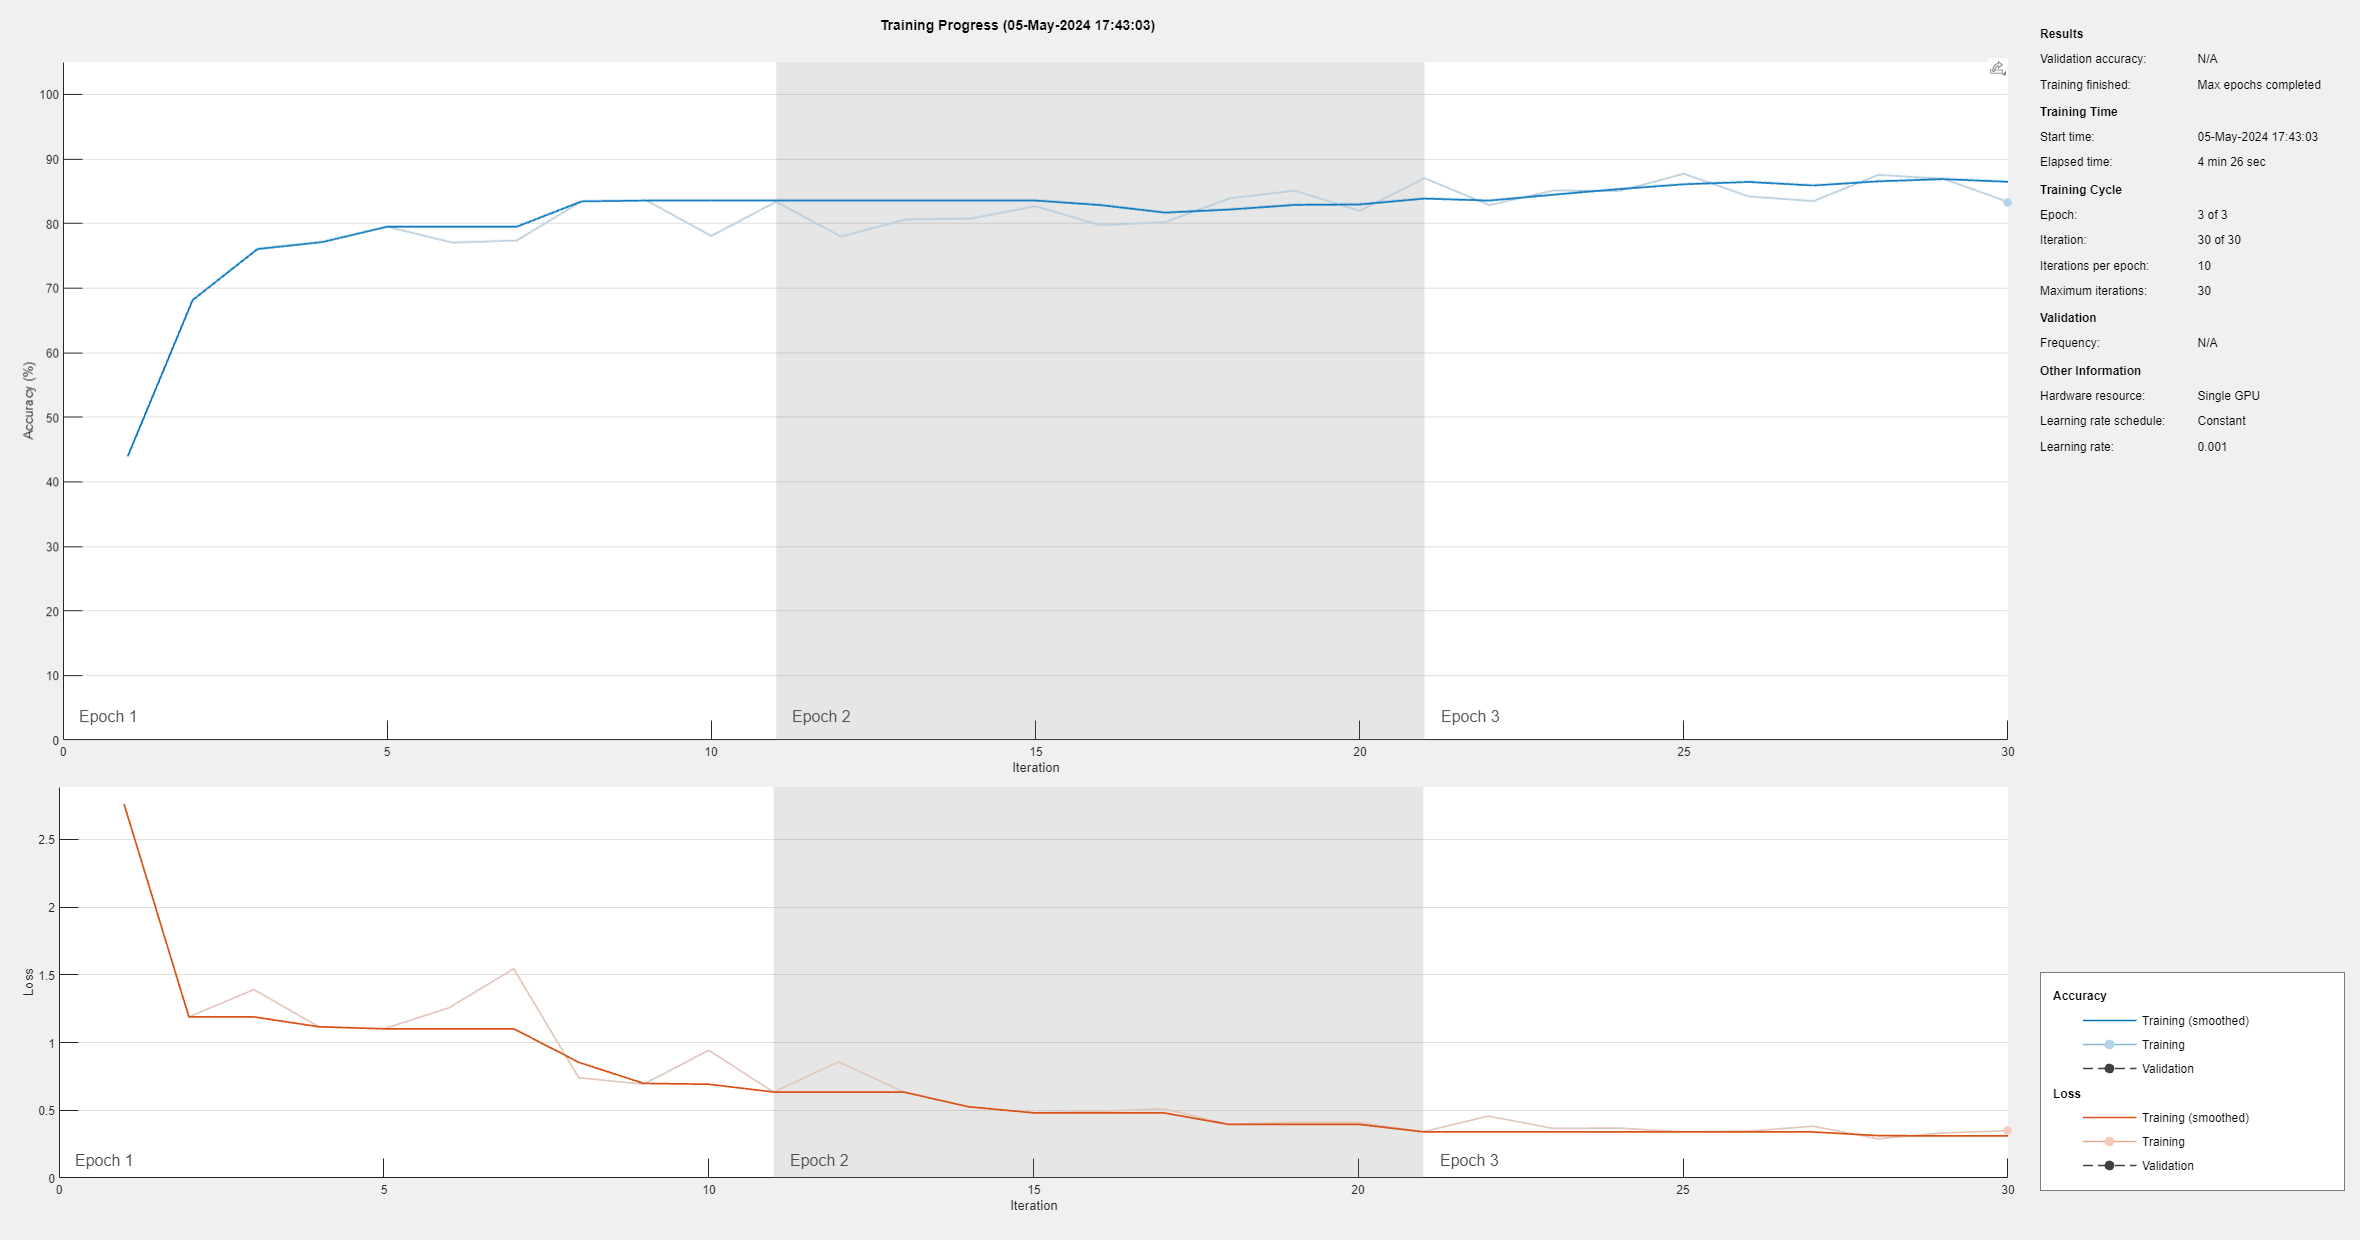 Training Progress (05-May-2024 17:43:03)
100
90
80
70
60
50
40
30
20
10
0
Accuracy (%)
Epoch 1
Epoch 2
Epoch 3
0 5 10 15 20 25 30
Iteration
2.5
2
1.5
1
0.5
0
Loss
Epoch 1
Epoch 2
Epoch 3
0 5 10 15 20 25 30
Iteration
Results
Validation accuracy: N/A
Training finished: Max epochs completed
Training Time
Start time: 05-May-2024 17:43:03
Elapsed time: 4 min 26 sec
Training Cycle
Epoch: 3 of 3
Iteration: 30 of 30
Iterations per epoch: 10
Maximum iterations: 30
Validation
Frequency: N/A
Other Information
Hardware resource: Single GPU
Learning rate schedule: Constant
Learning rate: 0.001
Accuracy
Training (smoothed)
Training
Validation
Loss
Training (smoothed)
Training
Validation